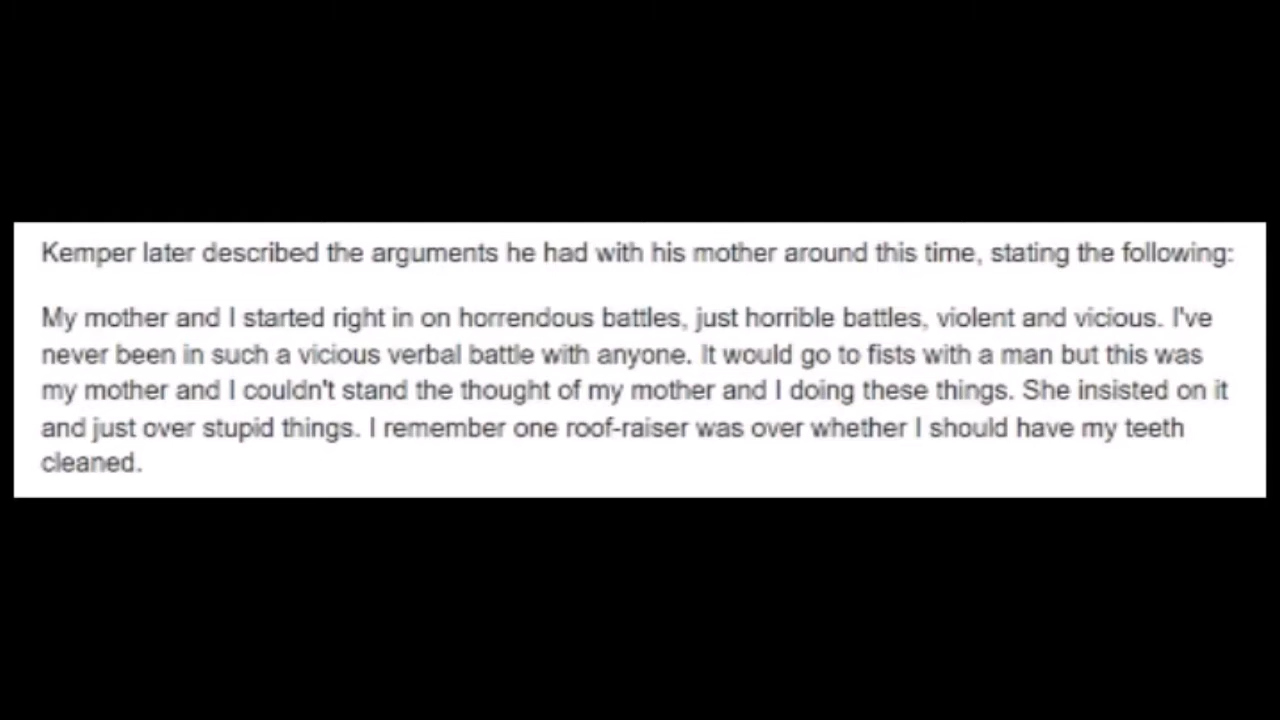 Kemper later described the arguments he had with his mother around this time, stating the following:
My mother and I started right in on horrendous battles, just horrible battles, violent and vicious. I've
never been in such a vicious verbal battle with anyone. It would go to fists with a man but this was
my mother and I couldn't stand the thought of my mother and I doing these things. She insisted on it
and just over stupid things. I remember one roof-raiser was over whether I should have my teeth
cleaned.